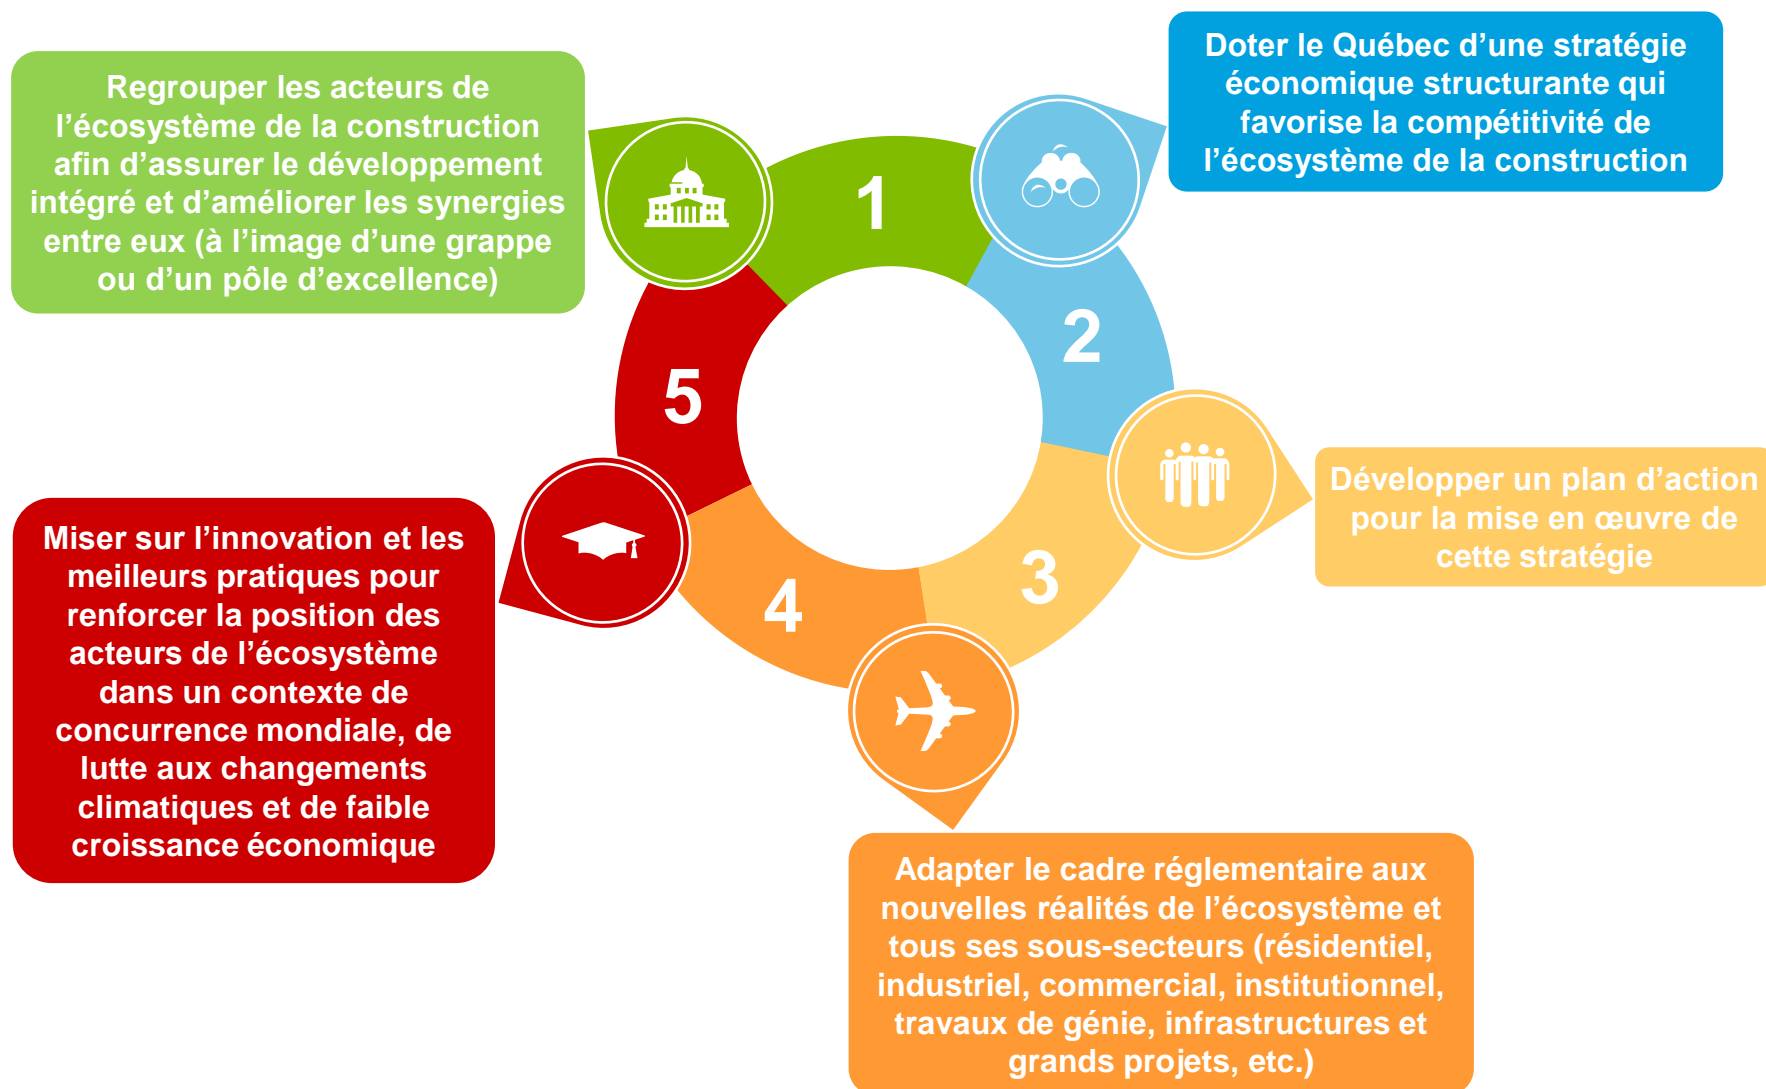 Regrouper les acteurs de
l’écosystème de la construction
afin d’assurer le développement
intégré et d’améliorer les synergies
entre eux (à l’image d’une grappe
ou d’un pôle d’excellence)
1
Doter le Québec d’une stratégie
économique structurante qui
favorise la compétitivité de
l’écosystème de la construction
2
Développer un plan d’action
pour la mise en œuvre de
cette stratégie
3
Adapter le cadre réglementaire aux
nouvelles réalités de l’écosystème et
tous ses sous-secteurs (résidentiel,
industriel, commercial, institutionnel,
travaux de génie, infrastructures et
grands projets, etc.)
4
Miser sur l’innovation et les
meilleurs pratiques pour
renforcer la position des
acteurs de l’écosystème
dans un contexte de
concurrence mondiale, de
lutte aux changements
climatiques et de faible
croissance économique
5